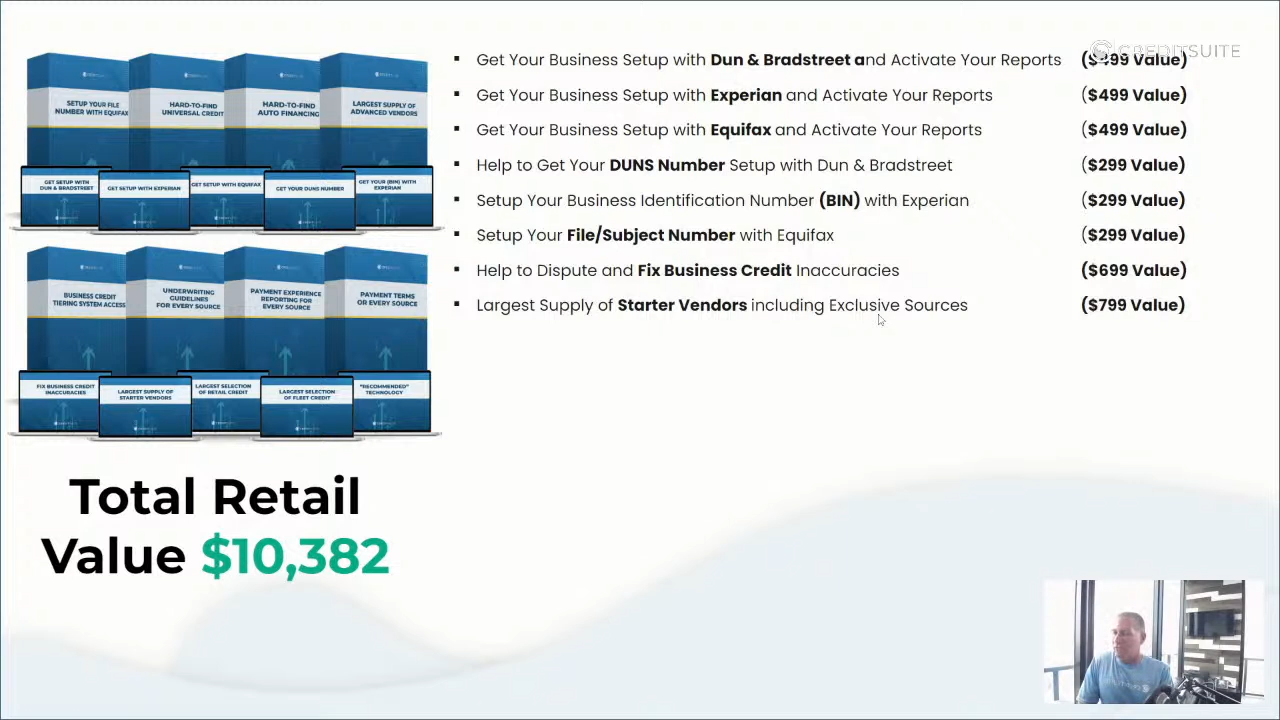 CREDITSUITE
▪ Get Your Business Setup with Dun & Bradstreet and Activate Your Reports ($499 Value)
▪ Get Your Business Setup with Experian and Activate Your Reports ($499 Value)
▪ Get Your Business Setup with Equifax and Activate Your Reports ($499 Value)
▪ Help to Get Your DUNS Number Setup with Dun & Bradstreet ($299 Value)
▪ Setup Your Business Identification Number (BIN) with Experian ($299 Value)
▪ Setup Your File/Subject Number with Equifax ($299 Value)
▪ Help to Dispute and Fix Business Credit Inaccuracies ($699 Value)
▪ Largest Supply of Starter Vendors including Exclusive Sources ($799 Value)
SETUP YOUR FILE
NUMBER WITH EQUIFAX
HARD-TO-FIND
UNIVERSAL CREDIT
HARD-TO-FIND
AUTO FINANCING
LARGEST SUPPLY OF
ADVANCED VENDORS
GET SETUP WITH
DUN & BRADSTREET
GET SETUP WITH EXPERIAN
GET SETUP WITH EQUIFAX
GET YOUR DUNS NUMBER
GET YOUR (BIN) WITH
EXPERIAN
BUSINESS CREDIT
TIERING SYSTEM ACCESS
UNDERWRITING
GUIDELINES
FOR EVERY SOURCE
PAYMENT EXPERIENCE
REPORTING FOR
EVERY SOURCE
PAYMENT TERMS
OR EVERY SOURCE
FIX BUSINESS CREDIT
INACCURACIES
LARGEST SUPPLY OF
STARTER VENDORS
LARGEST SELECTION
OF RETAIL CREDIT
LARGEST SELECTION
OF FLEET CREDIT
"RECOMMENDED"
TECHNOLOGY
Total Retail
Value $10,382